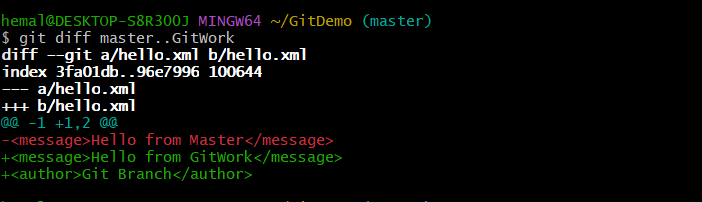 hemal@DESKTOP-S8R3OOJ MINGW64 ~/GitDemo (master)
$ git diff master..GitWork
diff --git a/hello.xml b/hello.xml
index 3fa01db..96e7996 100644
--- a/hello.xml
+++ b/hello.xml
@@ -1 +1,2 @@
-<message>Hello from Master</message>
+<message>Hello from GitWork</message>
+<author>Git Branch</author>